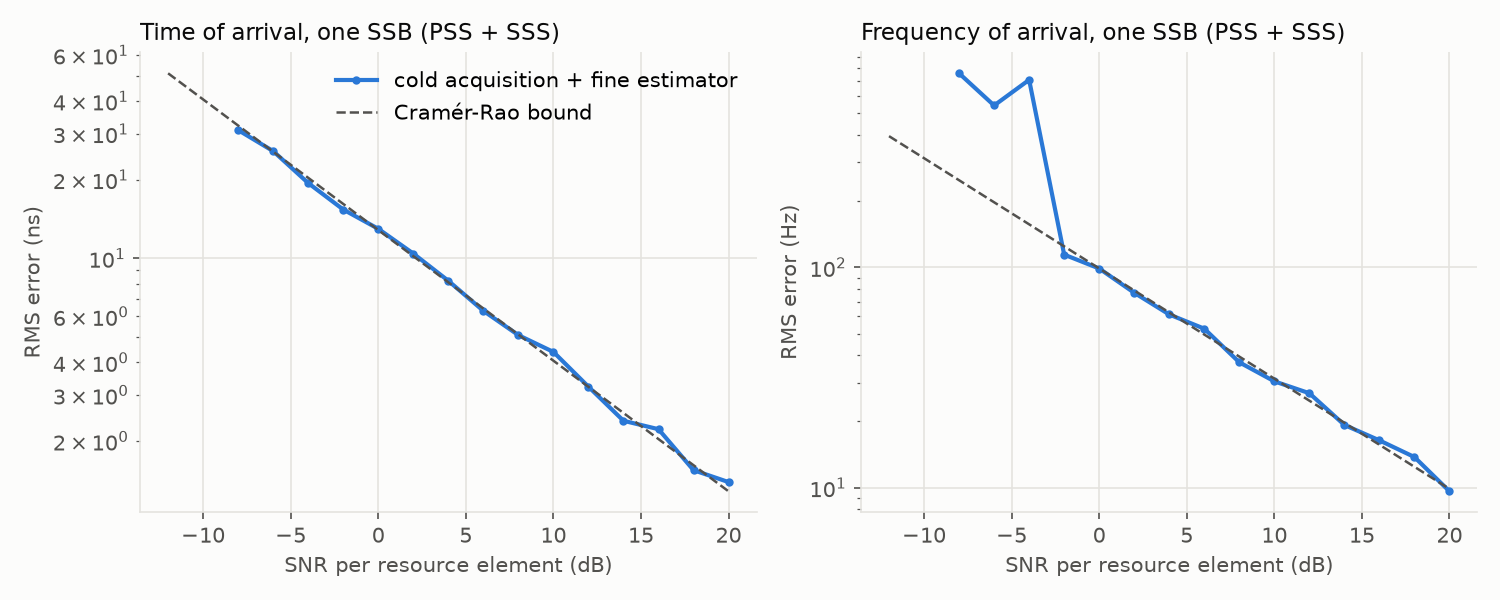 Time of arrival, one SSB (PSS + SSS)
6 × 10¹
4 × 10¹
3 × 10¹
2 × 10¹
10¹
6 × 10⁰
4 × 10⁰
3 × 10⁰
2 × 10⁰
RMS error (ns)
cold acquisition + fine estimator
Cramér-Rao bound
−10 −5 0 5 10 15 20
SNR per resource element (dB)
Frequency of arrival, one SSB (PSS + SSS)
10²
10¹
RMS error (Hz)
−10 −5 0 5 10 15 20
SNR per resource element (dB)